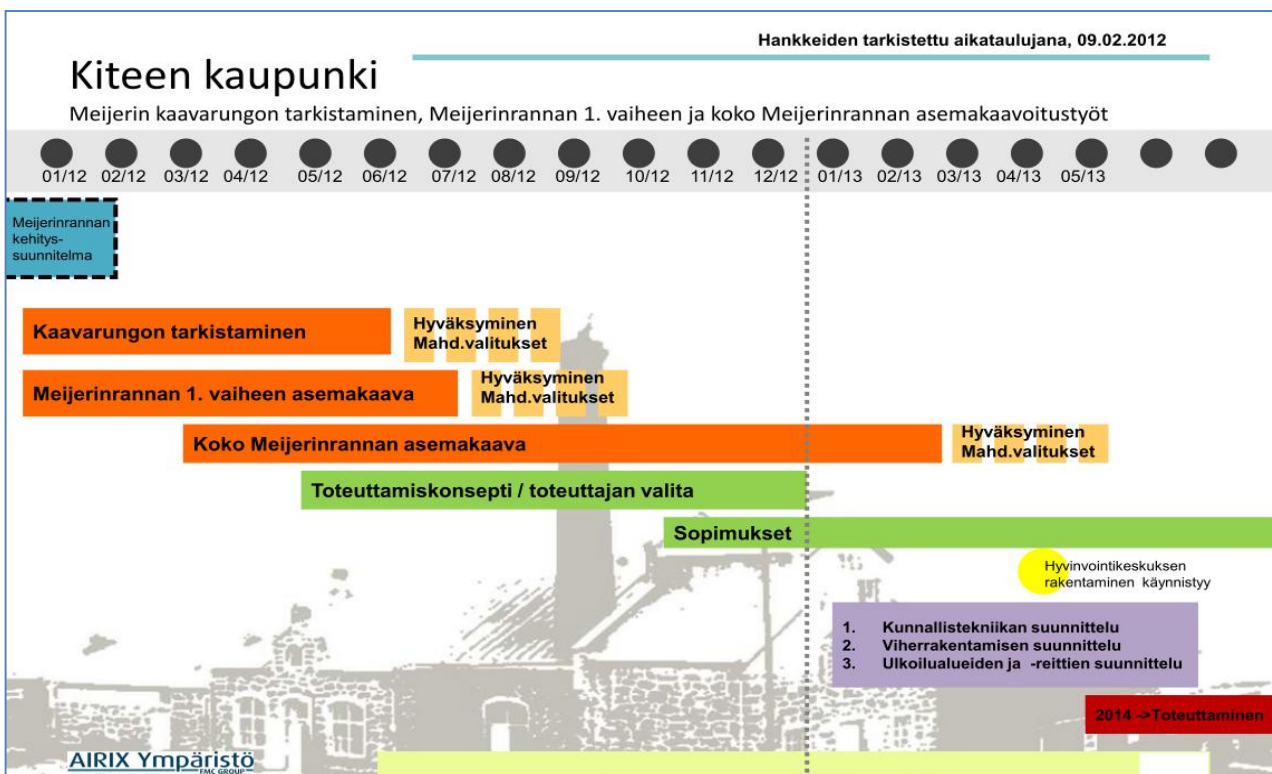 Hankkeiden tarkistettu aikataulujana, 09.02.2012
Kiteen kaupunki
Meijerin kaavarungon tarkistaminen, Meijerinrannan 1. vaiheen ja koko Meijerinrannan asemakaavoitustyöt
01/12 02/12 03/12 04/12 05/12 06/12 07/12 08/12 09/12 10/12 11/12 12/12 01/13 02/13 03/13 04/13 05/13
Meijerinrannan
kehitys-
suunnitelma
Kaavarungon tarkistaminen
Hyväksyminen
Mahd.valitukset
Meijerinrannan 1. vaiheen asemakaava
Hyväksyminen
Mahd.valitukset
Koko Meijerinrannan asemakaava
Hyväksyminen
Mahd.valitukset
Toteuttamiskonsepti / toteuttajan valita
Sopimukset
Hyvinvointikeskuksen
rakentaminen käynnistyy
1. Kunnallistekniikan suunnittelu
2. Viherrakentamisen suunnittelu
3. Ulkoilualueiden ja -reittien suunnittelu
2014 ->Toteuttaminen
AIRIX Ympäristö
FMC GROUP